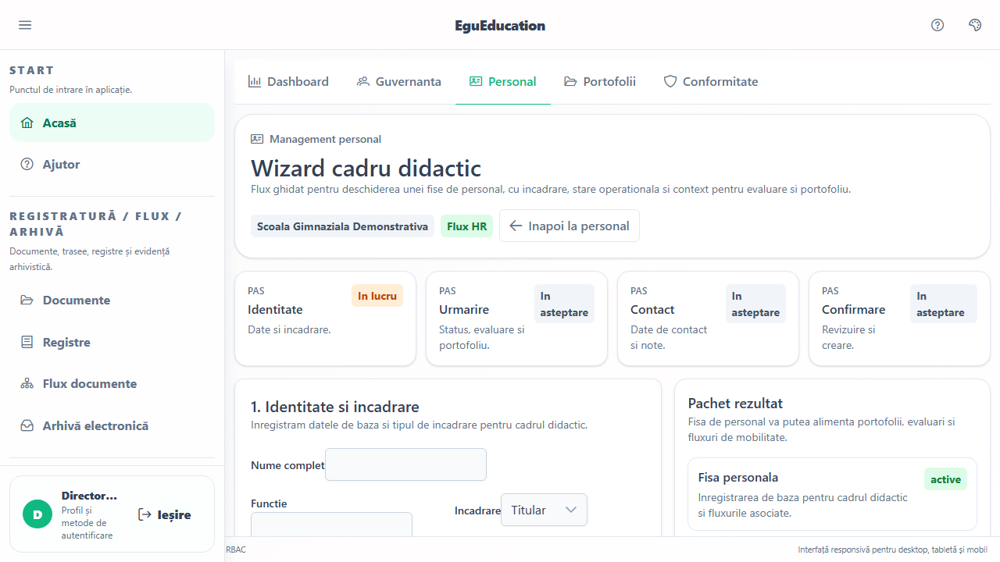 EguEducation
START
Punctul de intrare în aplicație.
Acasă
Ajutor
REGISTRATURĂ / FLUX /
ARHIVĂ
Documente, trasee, registre și evidență
arhivistică.
Documente
Registre
Flux documente
Arhivă electronică
D
Director...
Profil și
metode de
autentificare
Ieșire
Dashboard
Guvernanta
Personal
Portofolii
Conformitate
Management personal
Wizard cadru didactic
Flux ghidat pentru deschiderea unei fise de personal, cu incadrare, stare operationala si context pentru evaluare si portofoliu.
Scoala Gimnaziala Demonstrativa
Flux HR
Inapoi la personal
PAS
Identitate
In lucru
Date si incadrare.
PAS
Urmarire
In
asteptare
Status, evaluare si
portofoliu.
PAS
Contact
In
asteptare
Date de contact
si note.
PAS
Confirmare
In
asteptare
Revizuire si
creare.
1. Identitate si incadrare
Inregistram datele de baza si tipul de incadrare pentru cadrul didactic.
Nume complet
Functie
Incadrare
Titular
Pachet rezultat
Fisa de personal va putea alimenta portofolii, evaluari si
fluxuri de mobilitate.
Fisa personala
active
Inregistrarea de baza pentru cadrul didactic
si fluxurile asociate.
RBAC
Interfață responsivă pentru desktop, tabletă și mobil